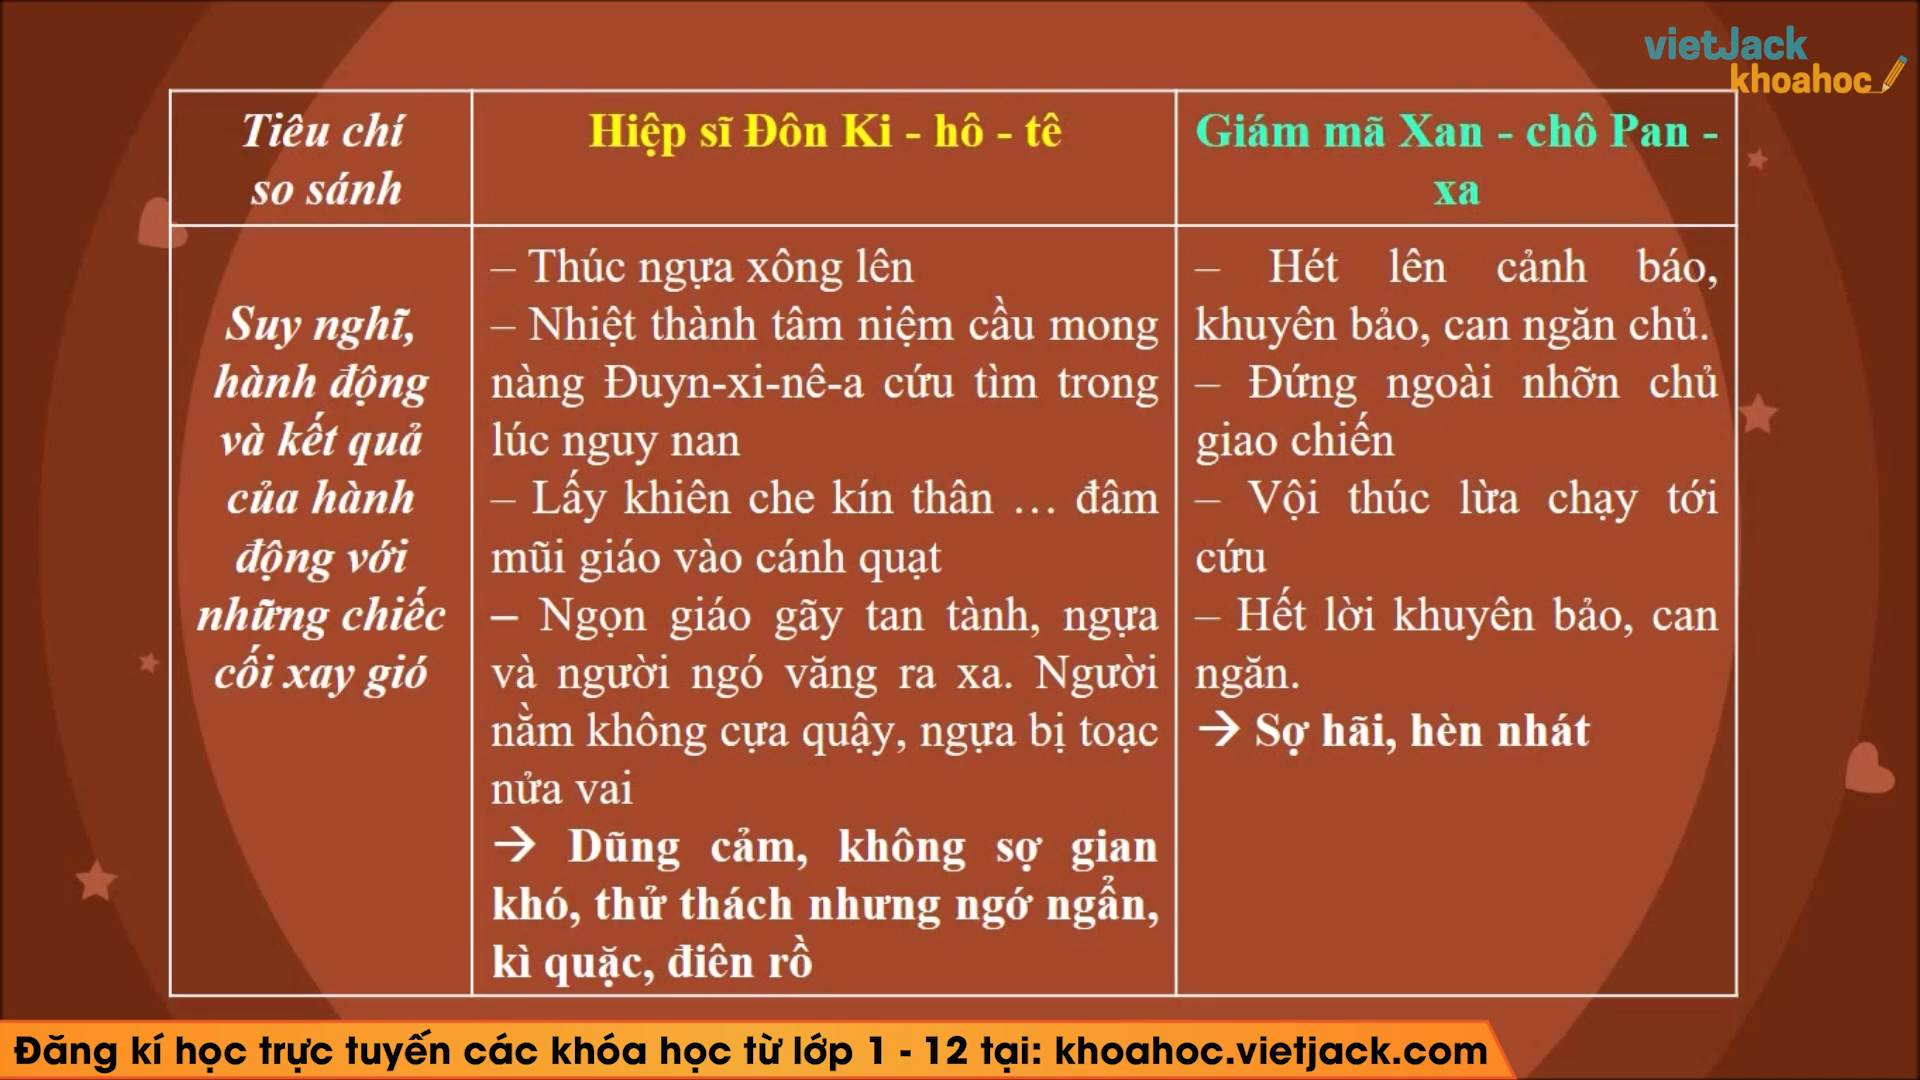 vietJack
khoahoc
Tiêu chí
so sánh
Hiệp sĩ Đôn Ki - hô - tê
Giám mã Xan - chô Pan -
xa
Suy nghĩ,
hành động
và kết quả
của hành
động với
những chiếc
cối xay gió
– Thúc ngựa xông lên
– Nhiệt thành tâm niệm cầu mong
nàng Đuyn-xi-nê-a cứu tìm trong
lúc nguy nan
– Lấy khiên che kín thân … đâm
mũi giáo vào cánh quạt
– Ngọn giáo gãy tan tành, ngựa
và người ngó văng ra xa. Người
nằm không cựa quậy, ngựa bị toạc
nửa vai
→ Dũng cảm, không sợ gian
khó, thử thách nhưng ngớ ngẩn,
kì quặc, điên rồ
– Hét lên cảnh báo,
khuyên bảo, can ngăn chủ.
– Đứng ngoài nhỡn chủ
giao chiến
– Vội thúc lừa chạy tới
cứu
– Hết lời khuyên bảo, can
ngăn.
→ Sợ hãi, hèn nhát
Đăng kí học trực tuyến các khóa học từ lớp 1 - 12 tại: khoahoc.vietjack.com